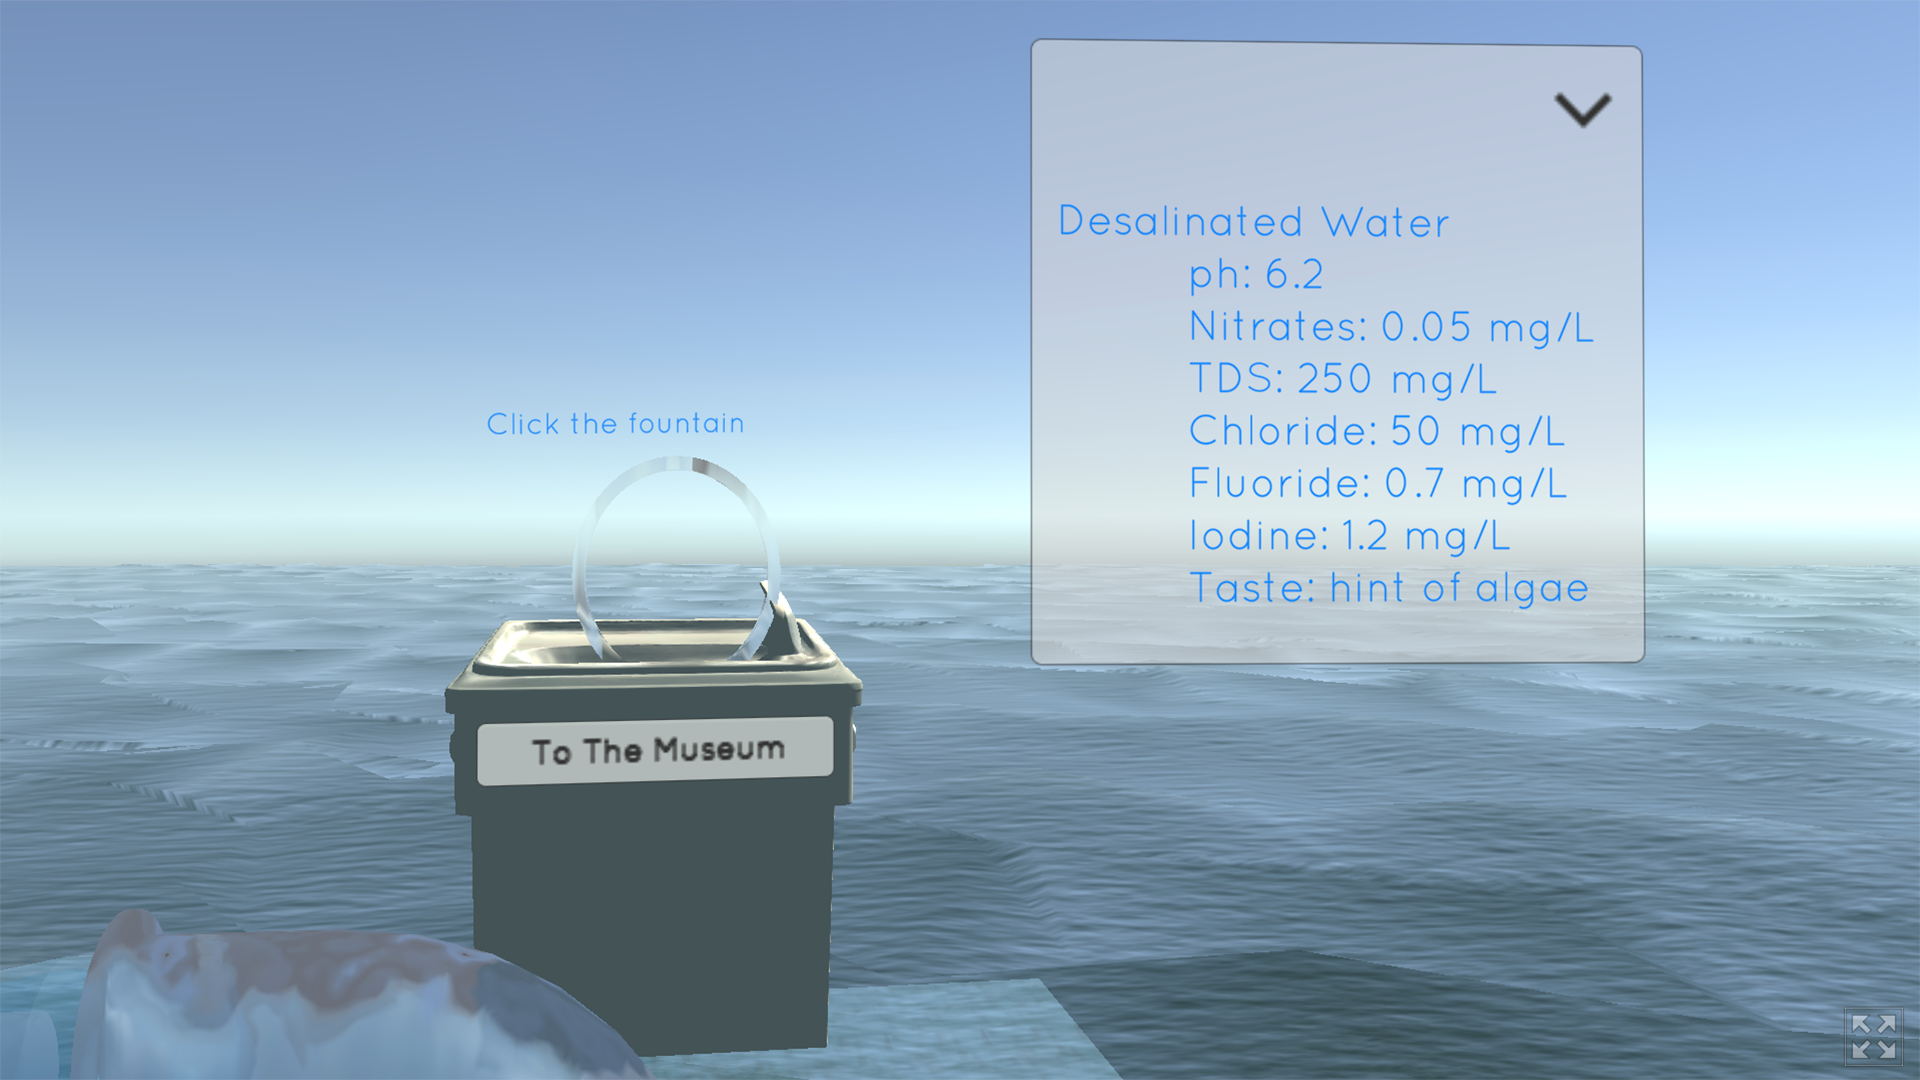 Desalinated Water
ph: 6.2
Nitrates: 0.05 mg/L
TDS: 250 mg/L
Chloride: 50 mg/L
Fluoride: 0.7 mg/L
Iodine: 1.2 mg/L
Taste: hint of algae
Click the fountain
To The Museum